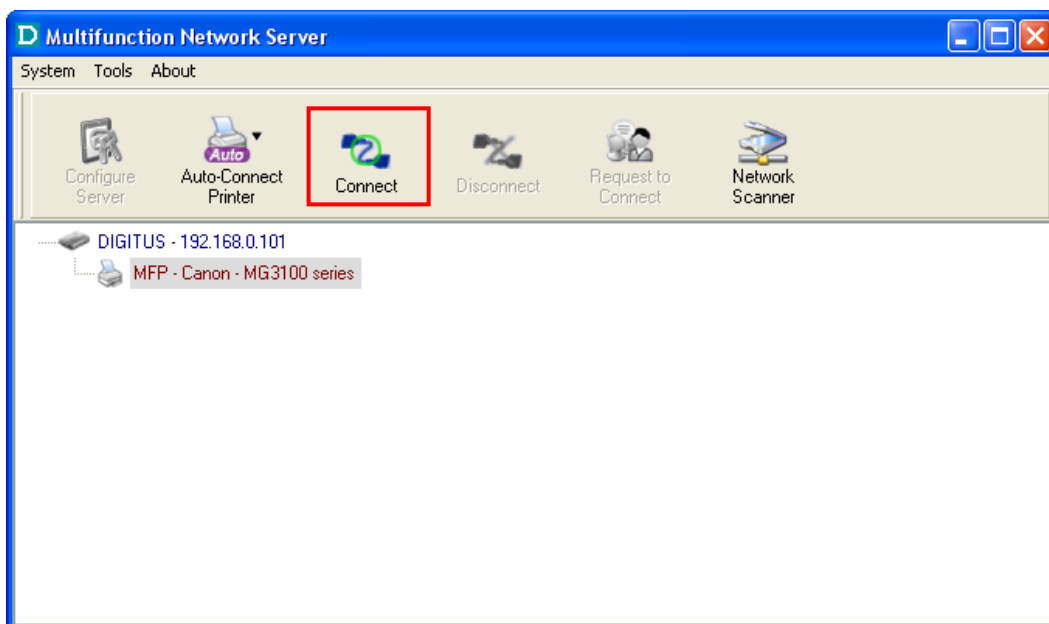 D Multifunction Network Server
System Tools About
Configure
Server
Auto
Auto-Connect
Printer
Connect
Disconnect
Request to
Connect
Network
Scanner
DIGITUS - 192.168.0.101
MFP - Canon - MG3100 series